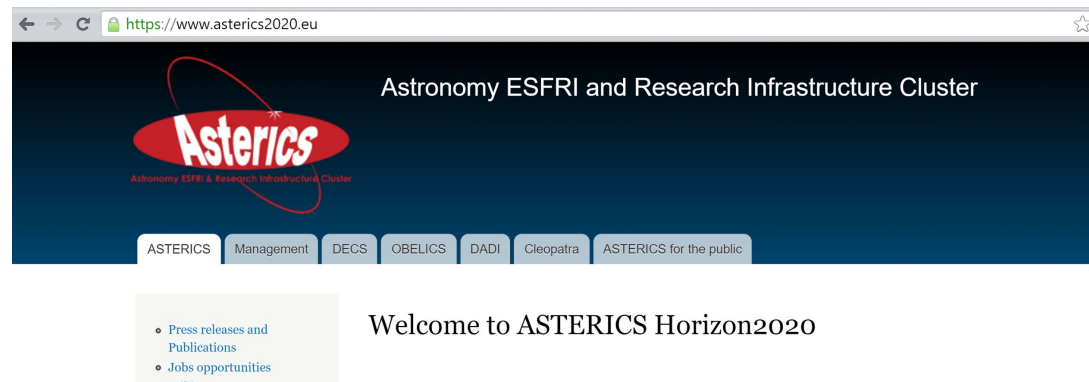 https://www.asterics2020.eu
Astronomy ESFRI and Research Infrastructure Cluster
Asterics
Astronomy ESFRI & Research Infrastructure Cluster
ASTERICS Management DECS OBELICS DADI Cleopatra ASTERICS for the public
Press releases and
Publications
Jobs opportunities
Welcome to ASTERICS Horizon2020